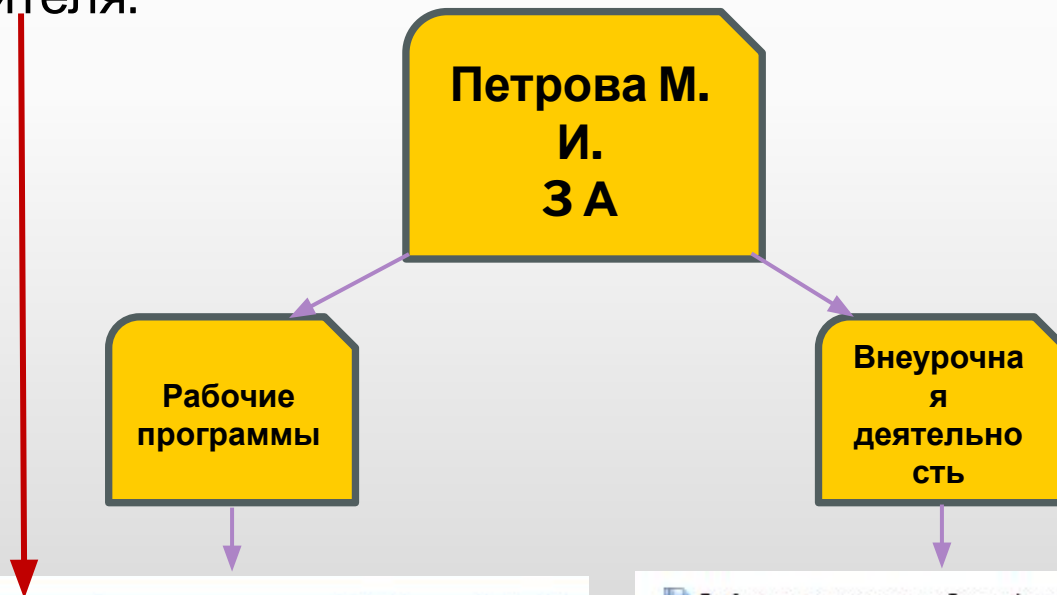 Петрова М.
И.
3 А
Рабочие
программы
Внеурочна
я
деятельно
сть